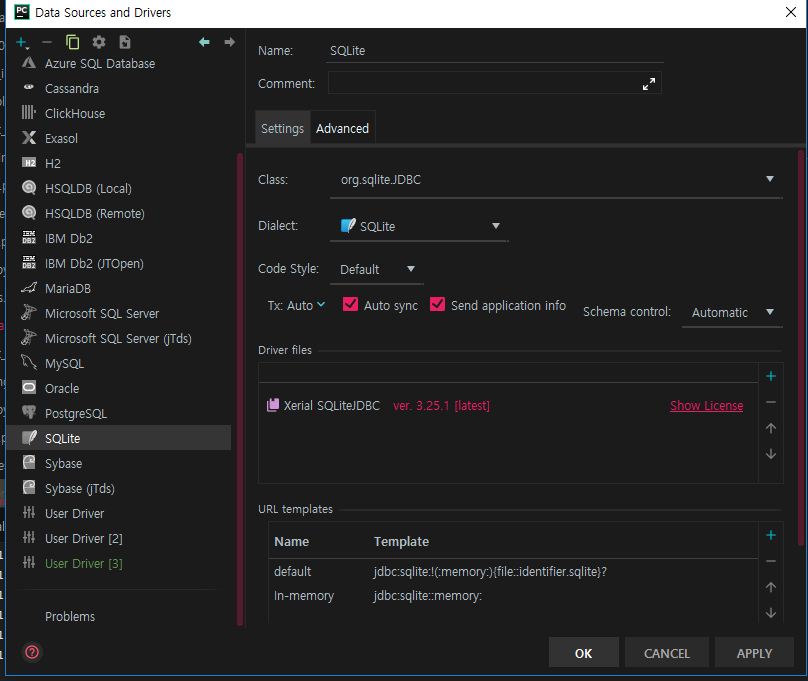 PC Data Sources and Drivers
Azure SQL Database
Cassandra
ClickHouse
Exasol
H2 H2
HSQLDB (Local)
HSQLDB (Remote)
IBM DB2 IBM Db2
IBM DB2 IBM Db2 (JTOpen)
MariaDB
Microsoft SQL Server
Microsoft SQL Server (jTds)
MySQL
Oracle
PostgreSQL
SQLite
Sybase
Sybase (jTds)
User Driver
User Driver [2]
User Driver [3]
Problems
Name: SQLite
Comment:
Settings Advanced
Class: org.sqlite.JDBC
Dialect: SQLite
Code Style: Default
Tx: Auto Auto sync Send application info Schema control: Automatic
Driver files
Xerial SQLiteJDBC ver. 3.25.1 [latest] Show License
URL templates
Name Template
default jdbc:sqlite:!(:memory:){file::identifier.sqlite}?
In-memory jdbc:sqlite::memory:
? OK CANCEL APPLY